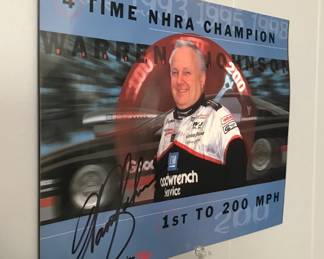 1993 1995 1998
4 TIME NHRA CHAMPION
WARREN JOHNSON
200
GM
Goodwrench
Service
1ST TO 200 MPH
200